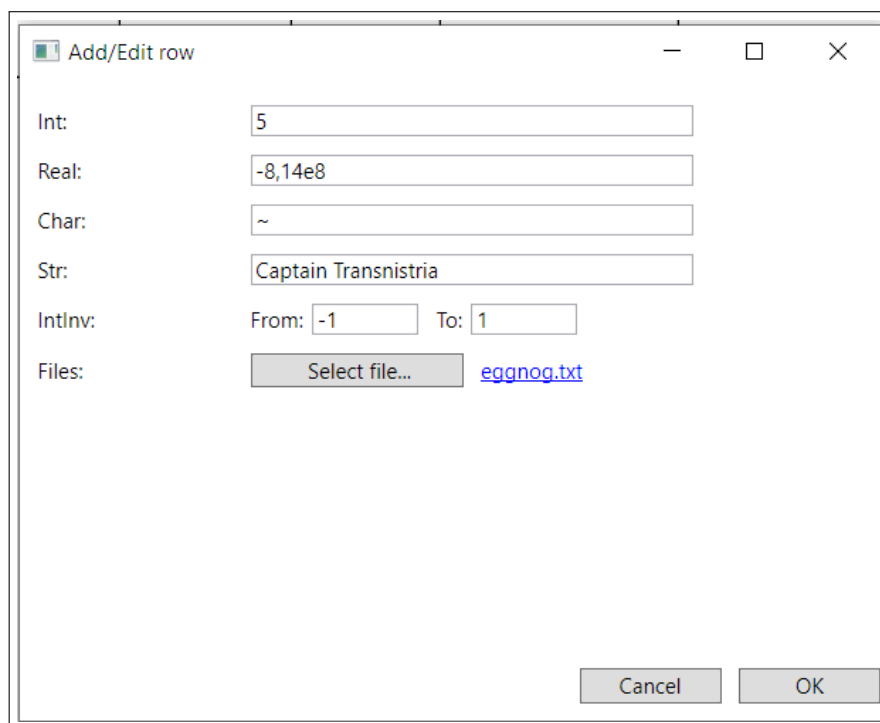 Add/Edit row
Int: 5
Real: -8,14e8
Char: ~
Str: Captain Transnistria
IntInv: From: -1 To: 1
Files: Select file... eggnog.txt
Cancel OK